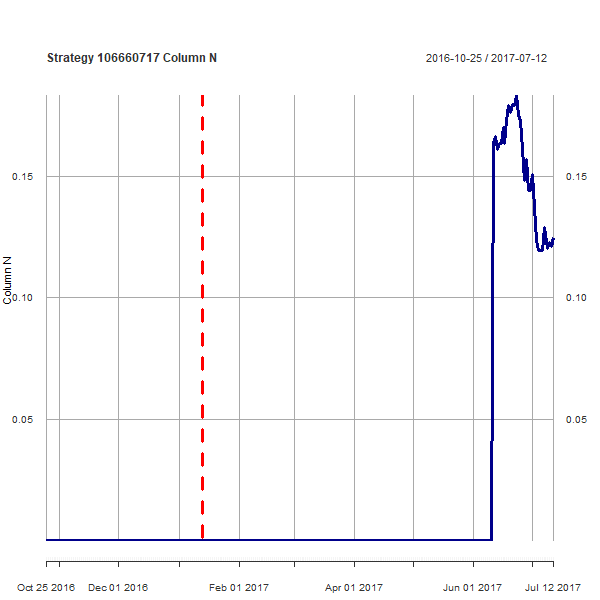 Strategy 106660717 Column N
2016-10-25 / 2017-07-12
0.15
0.15
Column N
0.10
0.10
0.05
0.05
Oct 25 2016
Dec 01 2016
Feb 01 2017
Apr 01 2017
Jun 01 2017
Jul 12 2017